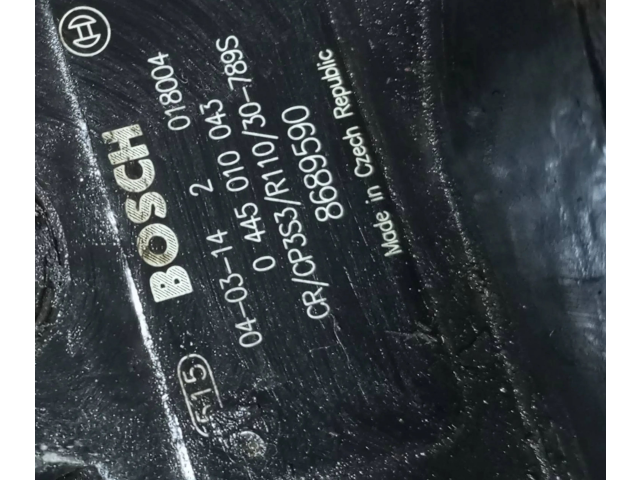 515
BOSCH 018004
04-03-14 2
0 445 010 043
CR/CP3S3/R110/30-789S
8689590
Made in Czech Republic